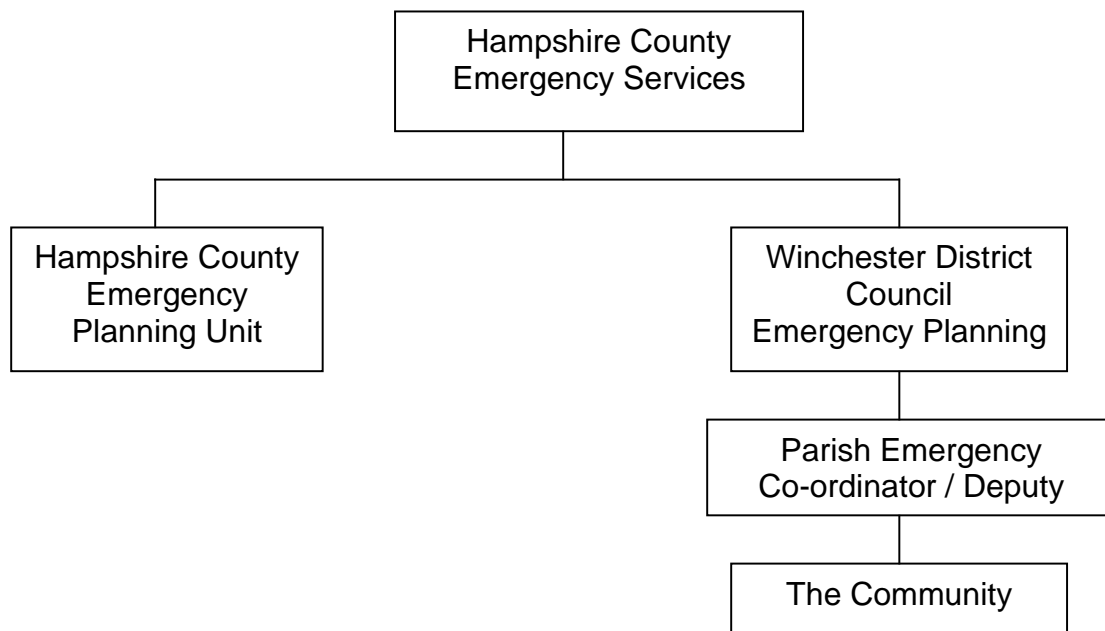 Hampshire County
Emergency Services
Hampshire County
Emergency
Planning Unit
Winchester District
Council
Emergency Planning
Parish Emergency
Co-ordinator / Deputy
The Community